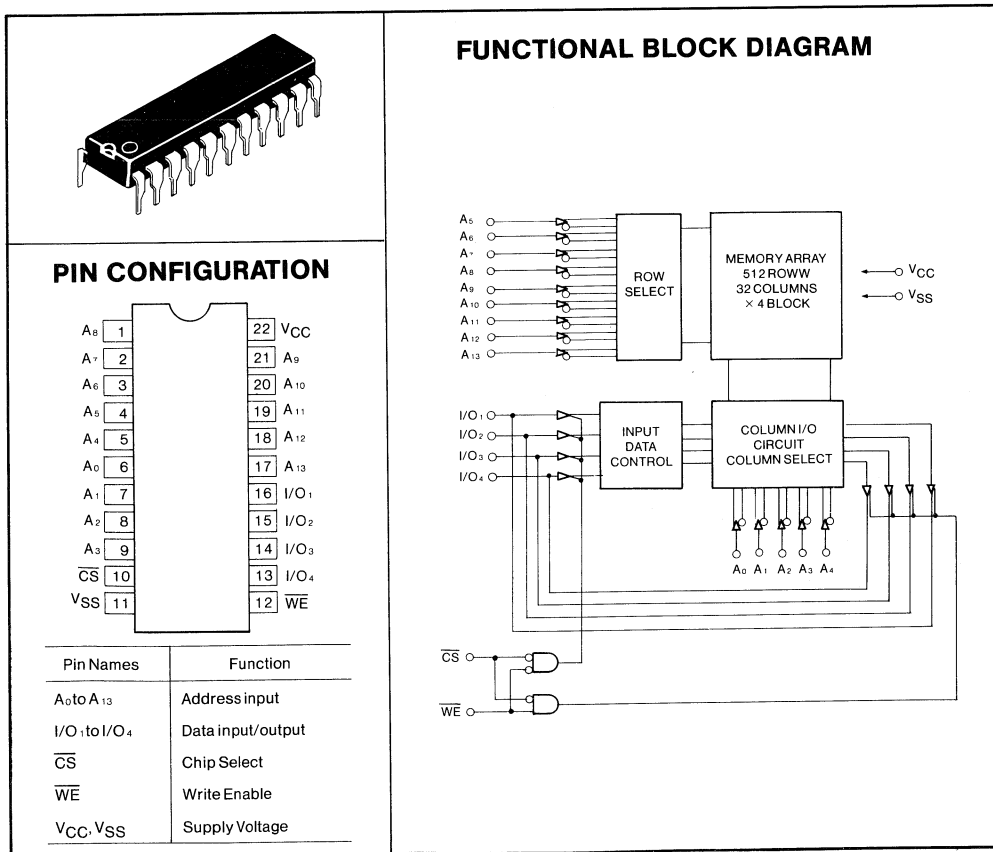 FUNCTIONAL BLOCK DIAGRAM
A5
A6
A7
A8
A9
A10
A11
A12
A13
ROW
SELECT
MEMORY ARRAY
512 ROWW
32 COLUMNS
× 4 BLOCK
VCC
VSS
I/O1
I/O2
I/O3
I/O4
INPUT
DATA
CONTROL
COLUMN I/O
CIRCUIT
COLUMN SELECT
A0 A1 A2 A3 A4
CS
WE
PIN CONFIGURATION
A8 1 22 VCC
A7 2 21 A9
A6 3 20 A10
A5 4 19 A11
A4 5 18 A12
A0 6 17 A13
A1 7 16 I/O1
A2 8 15 I/O2
A3 9 14 I/O3
CS 10 13 I/O4
VSS 11 12 WE
Pin Names Function
A0 to A13 Address input
I/O1 to I/O4 Data input/output
CS Chip Select
WE Write Enable
VCC, VSS Supply Voltage